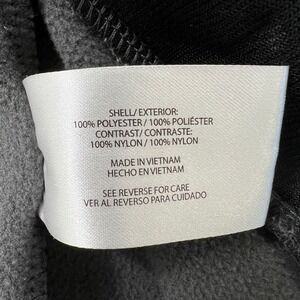 SHELL/ EXTERIOR:
100% POLYESTER / 100% POLIÉSTER
CONTRAST/ CONTRASTE:
100% NYLON / 100% NYLON
MADE IN VIETNAM
HECHO EN VIETNAM
SEE REVERSE FOR CARE
VER AL REVERSO PARA CUIDADO